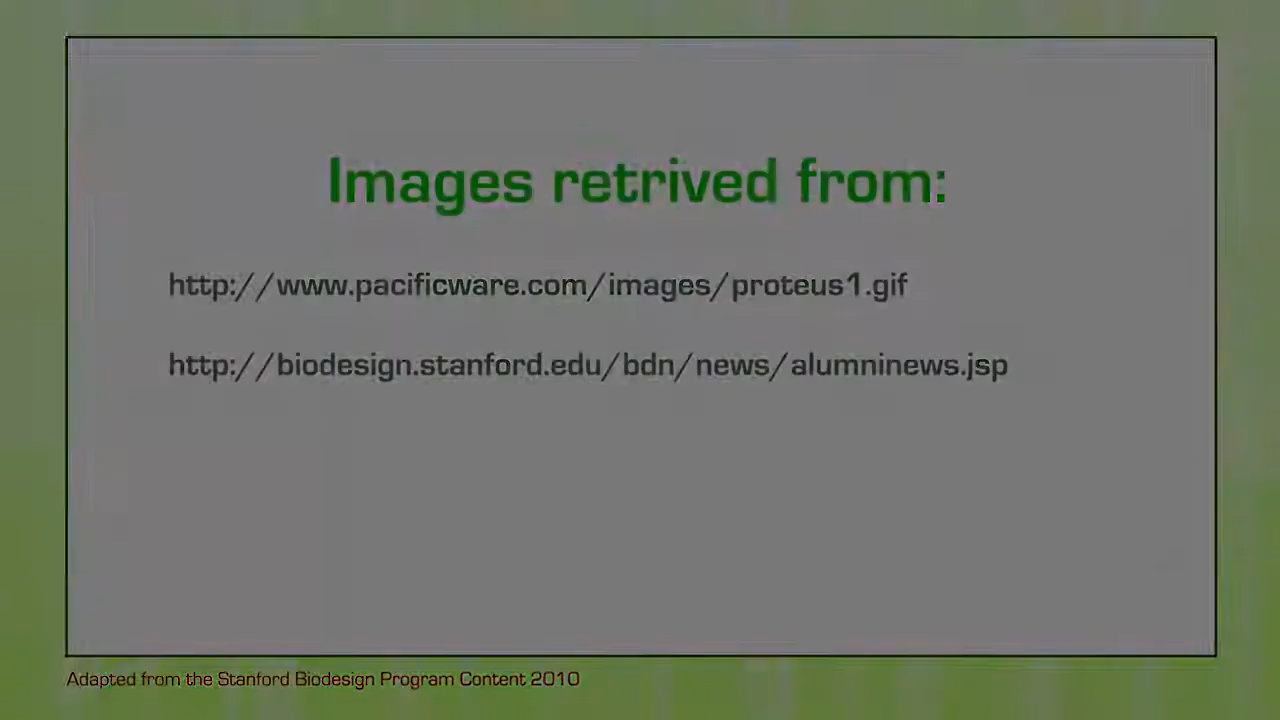 Images retrived from:
http://www.pacificware.com/images/proteus1.gif
http://biodesign.stanford.edu/bdn/news/alumninews.jsp
Adapted from the Stanford Biodesign Program Content 2010